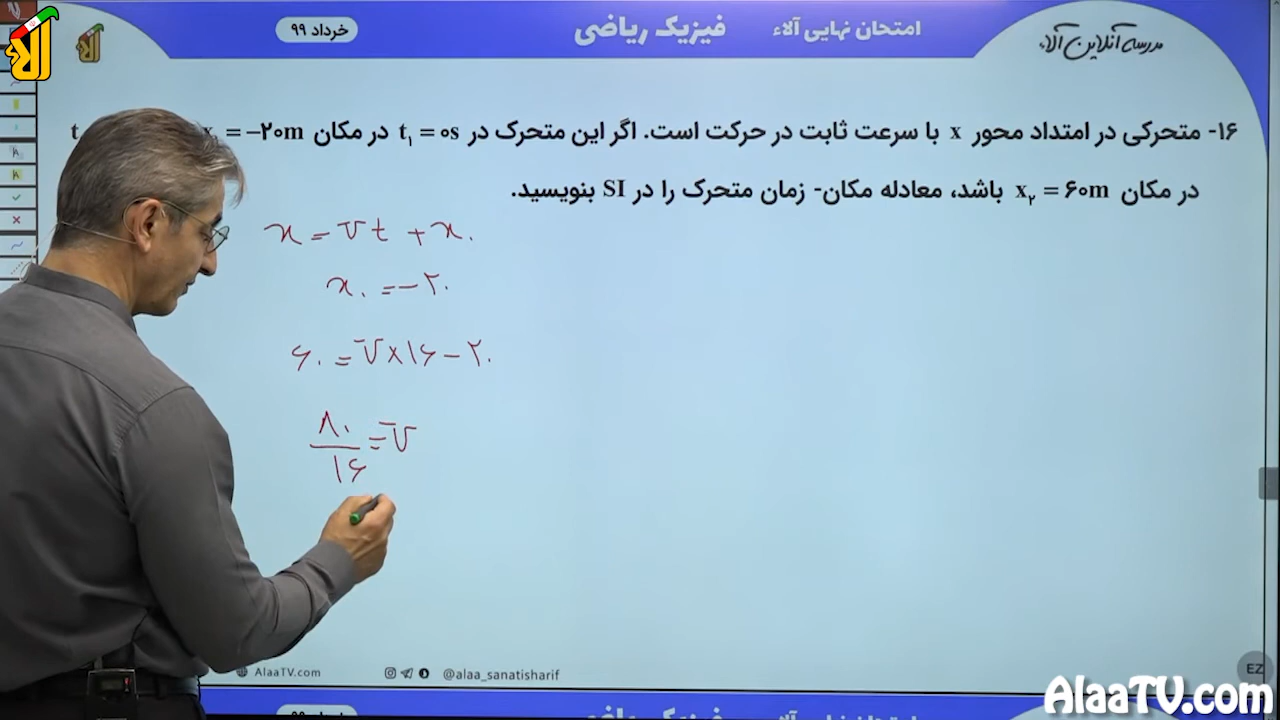 خرداد ۹۹
فیزیک ریاضی
امتحان نهایی آلاء
مدرسه آنلاین آلاء
۱۶- متحرکی در امتداد محور x با سرعت ثابت در حرکت است. اگر این متحرک در t₁ = ۰s در مکان = −۲۰m t
در مکان x₂ = ۶۰m باشد، معادله مکان- زمان متحرک را در SI بنویسید.
x = v t + x۰
x۰ = −۲۰
۶۰ = v × ۱۶ − ۲۰
۸۰/۱۶ = v
AlaaTV.com
@alaa_sanatisharif
EZ
AlaaTV.com